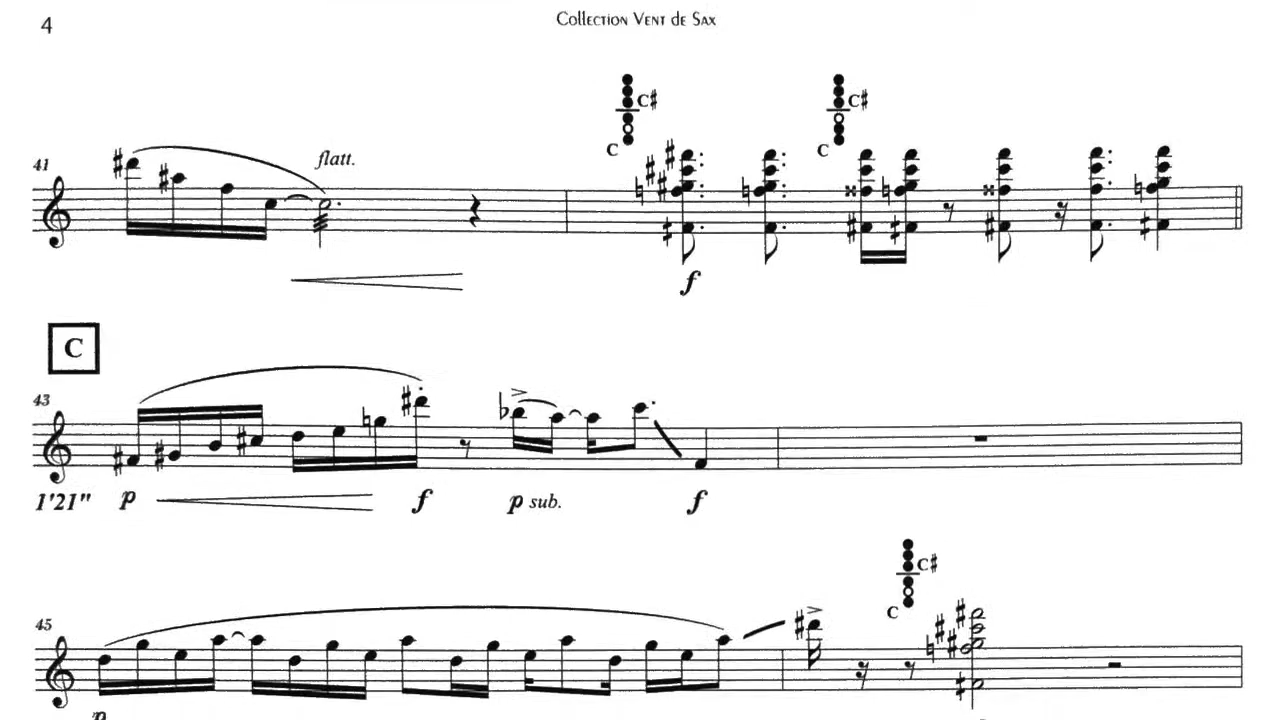 4
Collection Vent de Sax
C# C#
C C
41 flatt.
f
C
43
1'21" p f p sub. f
C#
C
45
p